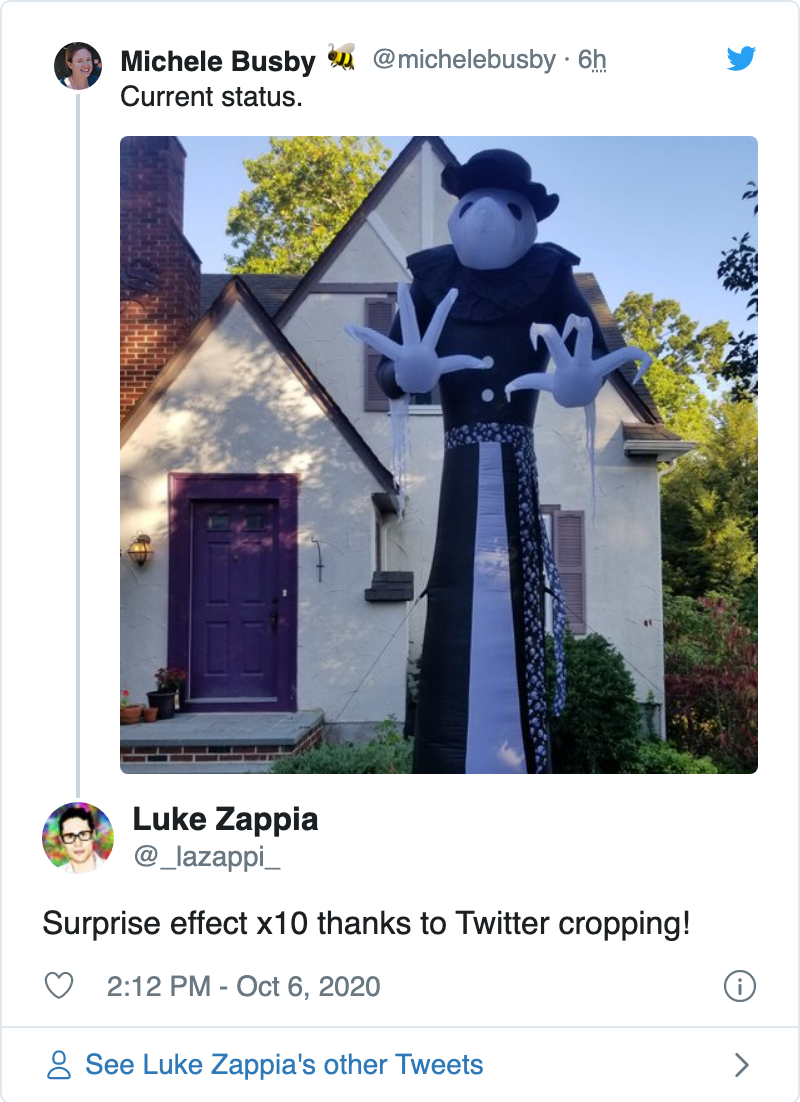 Michele Busby 🐝 @michelebusby · 6h
Current status.
Luke Zappia
@_lazappi_
Surprise effect x10 thanks to Twitter cropping!
2:12 PM - Oct 6, 2020
See Luke Zappia's other Tweets